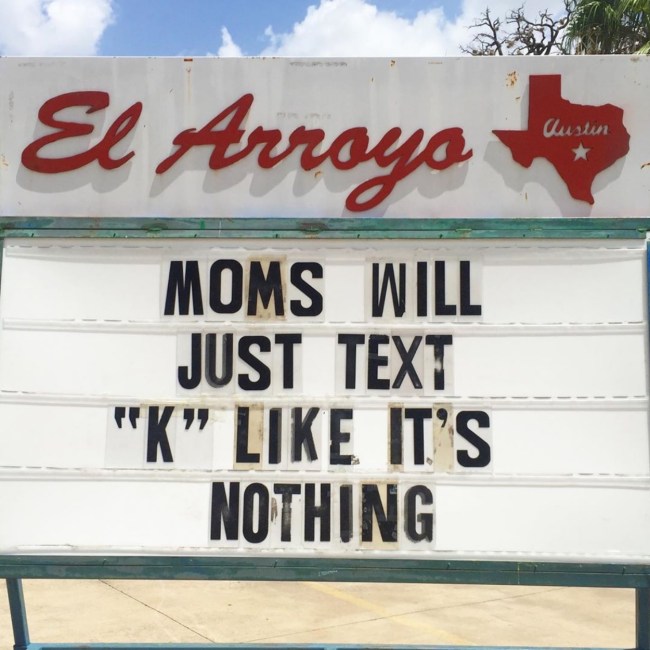 El Arroyo
Austin
MOMS WILL
JUST TEXT
"K" LIKE IT'S
NOTHING